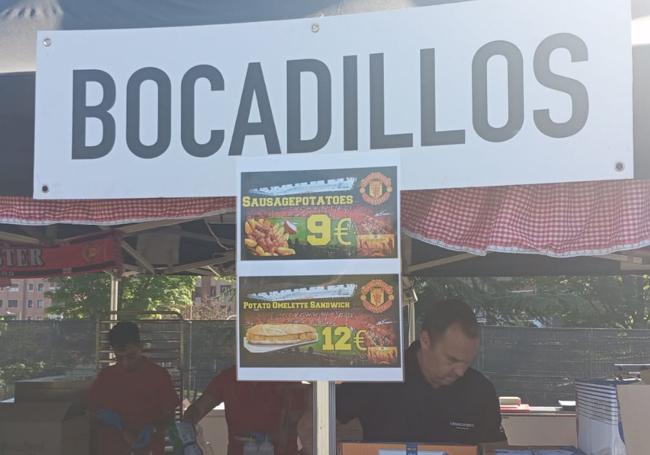 BOCADILLOS
SAUSAGEPOTATOES
9€
POTATO OMELETTE SANDWICH
12€